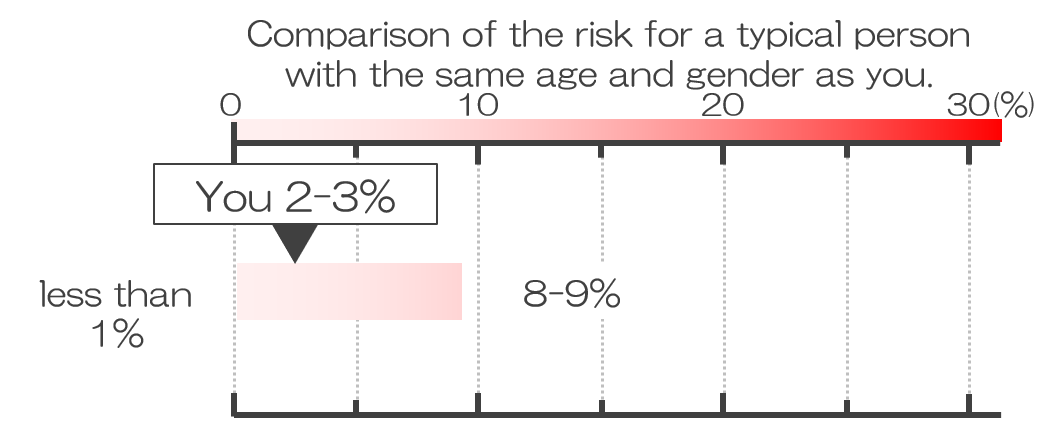 Comparison of the risk for a typical person
with the same age and gender as you.
0 10 20 30(%)
You 2-3%
less than
1%
8-9%